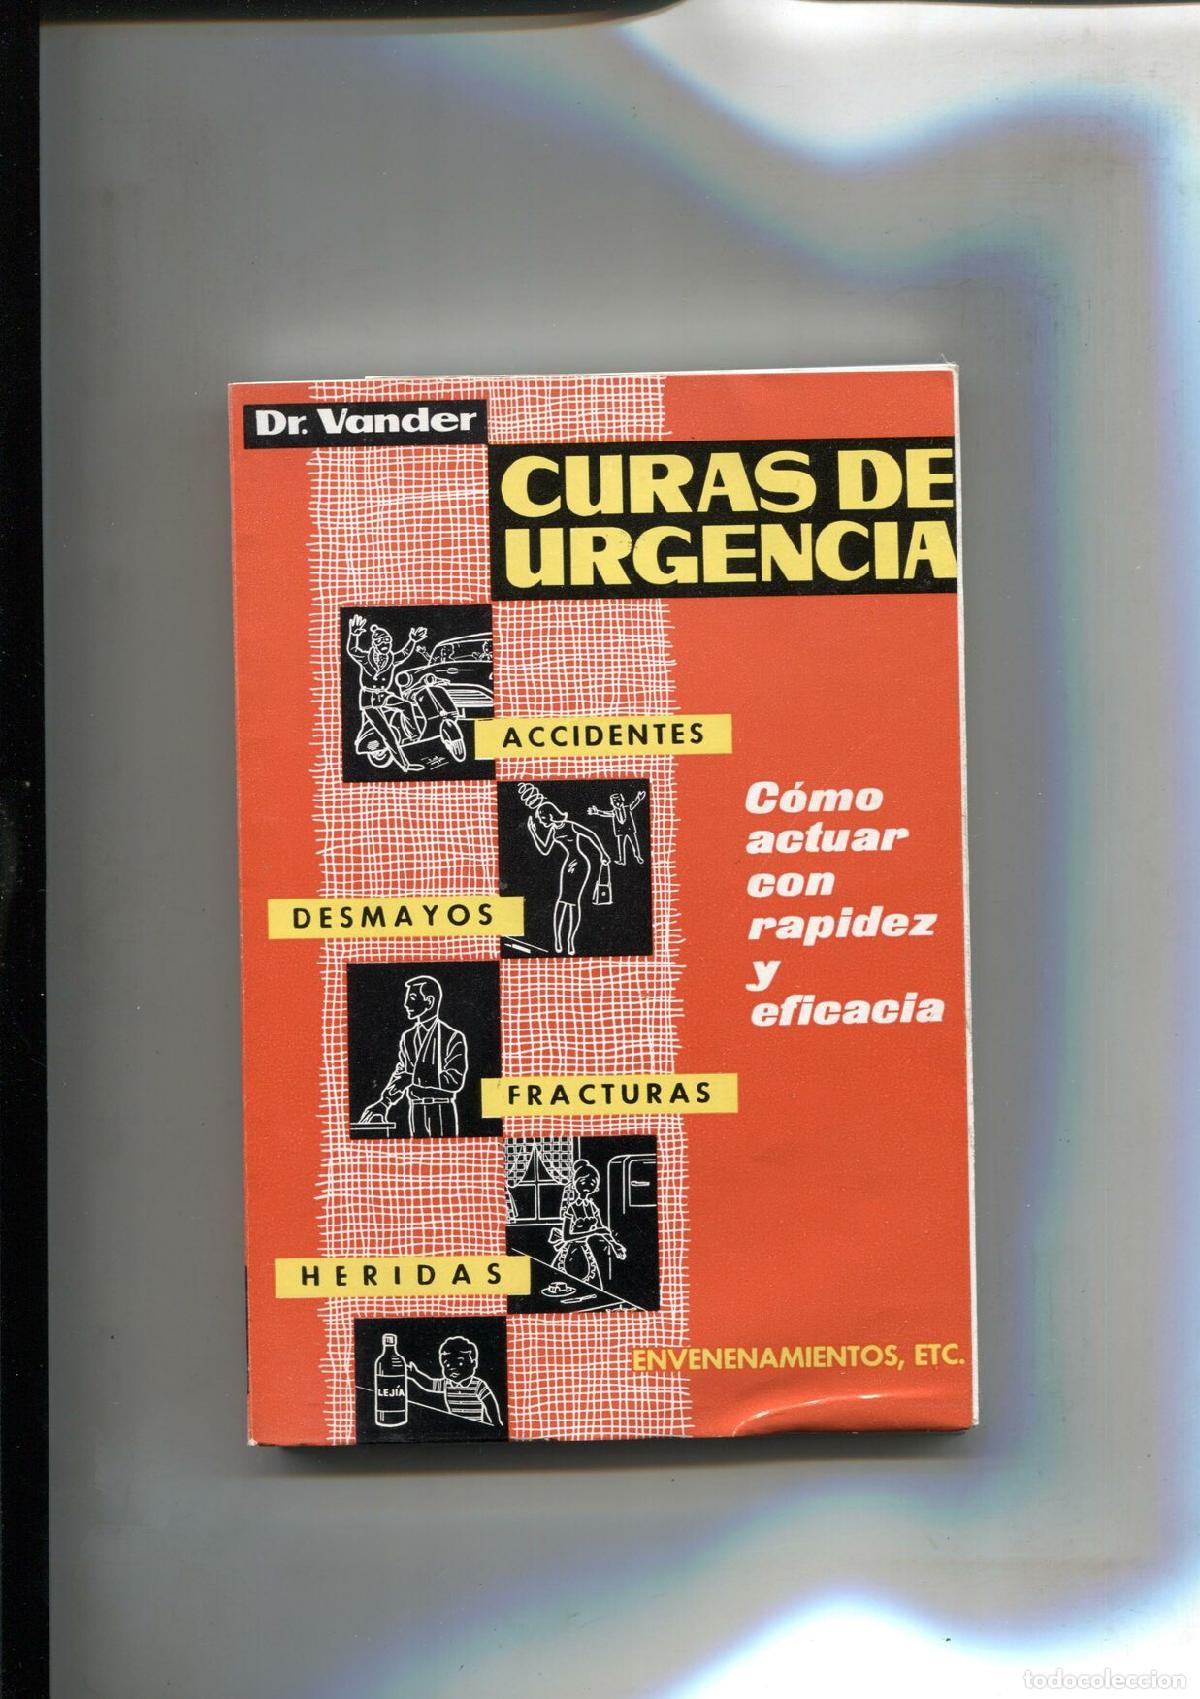 Dr. Vander
CURAS DE
URGENCIA
ACCIDENTES
Cómo
actuar
con
rapidez
y
eficacia
DESMAYOS
FRACTURAS
HERIDAS
ENVENENAMIENTOS, ETC.
LEJÍA
todocoleccion